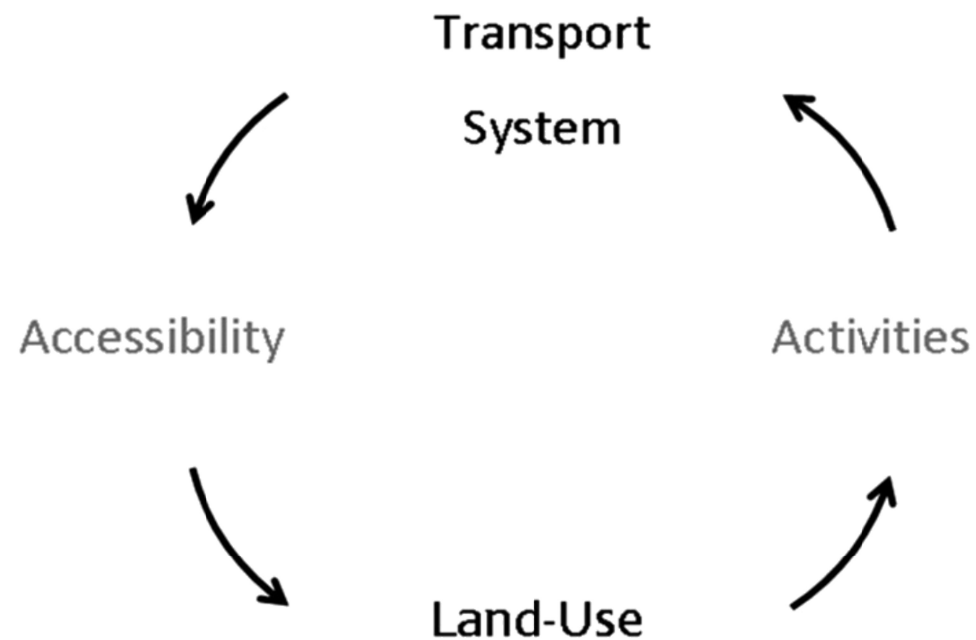 Transport
System
Accessibility
Activities
Land-Use